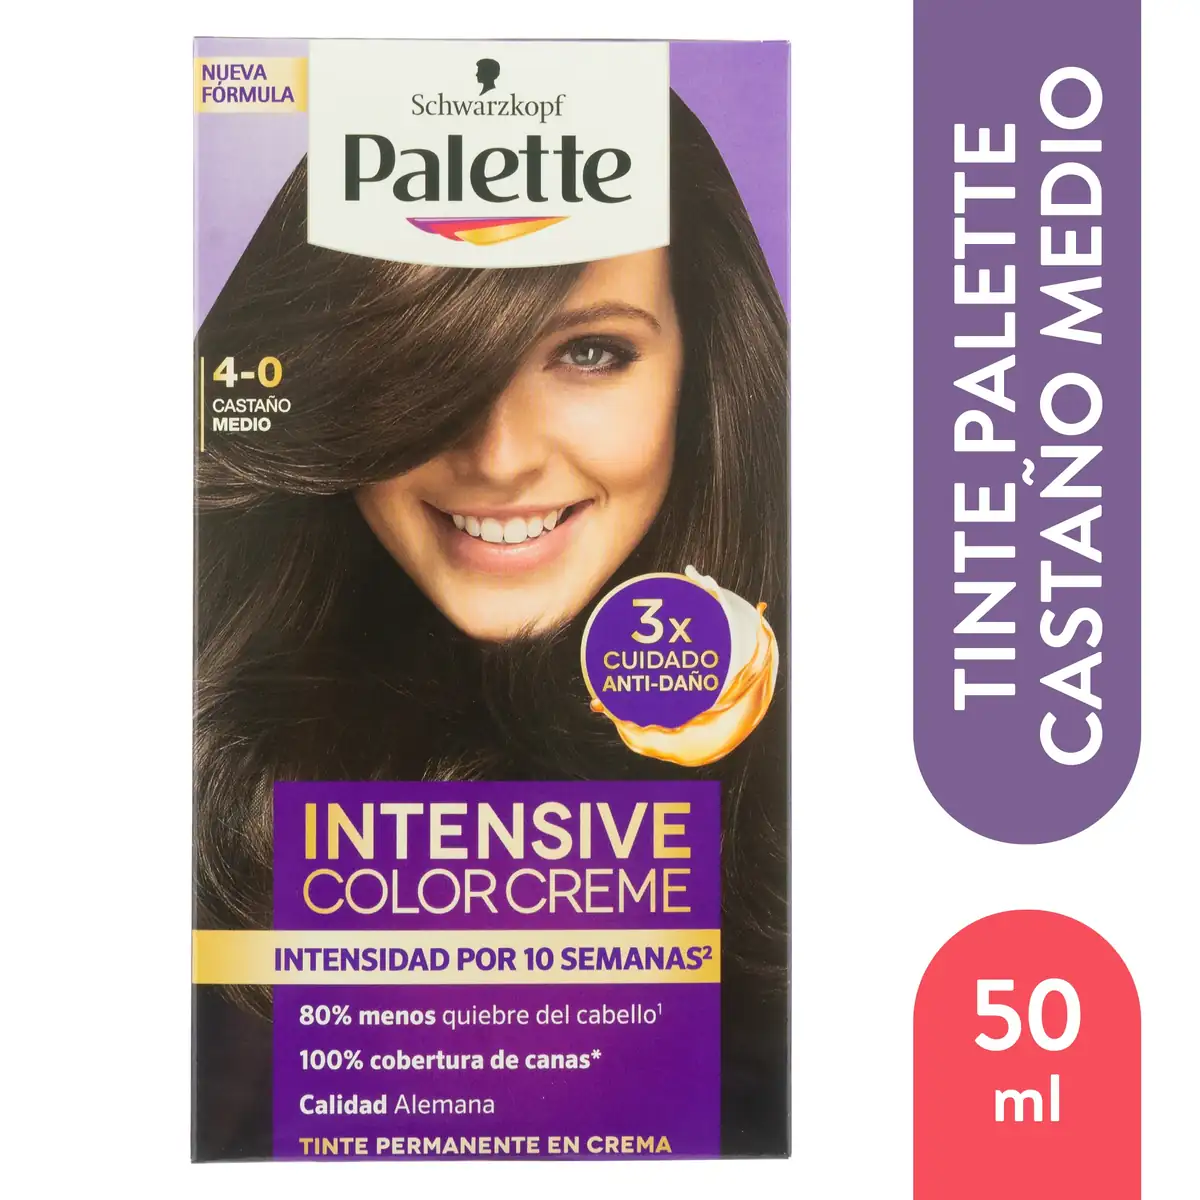 NUEVA
FÓRMULA
Schwarzkopf
Palette
4-0
CASTAÑO
MEDIO
3x
CUIDADO
ANTI-DAÑO
INTENSIVE
COLOR CREME
INTENSIDAD POR 10 SEMANAS²
80% menos quiebre del cabello¹
100% cobertura de canas*
Calidad Alemana
TINTE PERMANENTE EN CREMA
TINTE PALETTE
CASTAÑO MEDIO
50
ml